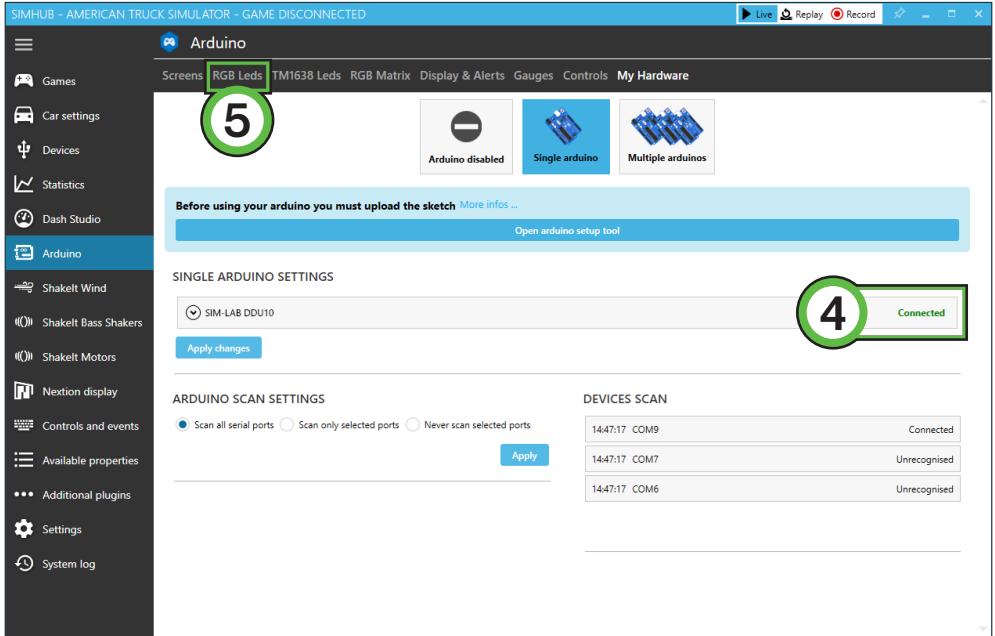 SIMHUB - AMERICAN TRUCK SIMULATOR - GAME DISCONNECTED
Live Replay Record
Arduino
Screens RGB Leds TM1638 Leds RGB Matrix Display & Alerts Gauges Controls My Hardware
5
Games
Car settings
Devices
Statistics
Dash Studio
Arduino
ShakeIt Wind
ShakeIt Bass Shakers
ShakeIt Motors
Nextion display
Controls and events
Available properties
Additional plugins
Settings
System log
Arduino disabled
Single arduino
Multiple arduinos
Before using your arduino you must upload the sketch More infos ...
Open arduino setup tool
SINGLE ARDUINO SETTINGS
SIM-LAB DDU10
4
Connected
Apply changes
ARDUINO SCAN SETTINGS
Scan all serial ports Scan only selected ports Never scan selected ports
Apply
DEVICES SCAN
14:47:17 COM9 Connected
14:47:17 COM7 Unrecognised
14:47:17 COM6 Unrecognised